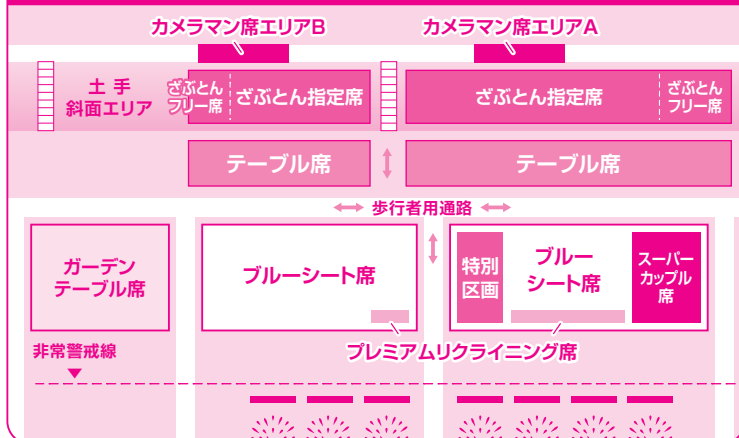 カメラマン席エリアB
カメラマン席エリアA
土手
斜面エリア
ざぶとん
フリー席
ざぶとん指定席
ざぶとん指定席
ざぶとん
フリー席
テーブル席
テーブル席
歩行者用通路
ガーデン
テーブル席
ブルーシート席
特別
区画
ブルー
シート席
スーパー
カップル
席
プレミアムリクライニング席
非常警戒線